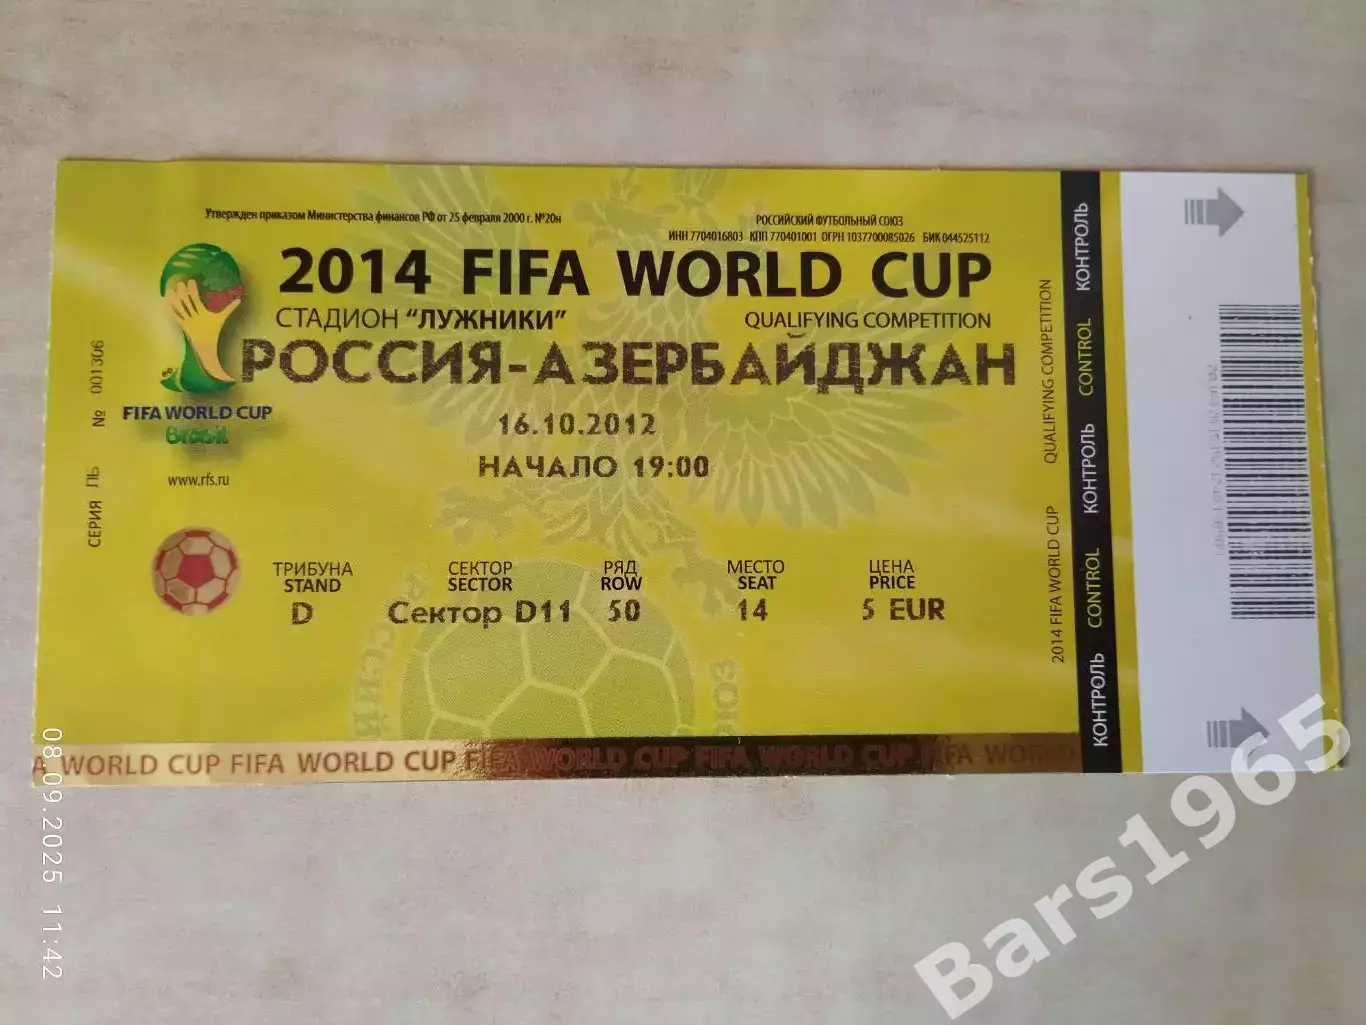 Утвержден приказом Министерства финансов РФ от 25 февраля 2000 г. №20н
РОССИЙСКИЙ ФУТБОЛЬНЫЙ СОЮЗ
ИНН 7704016803 КПП 770401001 ОГРН 1037700085026 БИК 044525112
2014 FIFA WORLD CUP
СТАДИОН "ЛУЖНИКИ"
QUALIFYING COMPETITION
РОССИЯ-АЗЕРБАЙДЖАН
FIFA WORLD CUP
Brasil
16.10.2012
НАЧАЛО 19:00
www.rfs.ru
СЕРИЯ ЛБ № 001306
ТРИБУНА СЕКТОР РЯД МЕСТО ЦЕНА
STAND SECTOR ROW SEAT PRICE
D Сектор D11 50 14 5 EUR
A WORLD CUP FIFA WORLD CUP FIFA WORLD CUP FIFA WORLD CUP FIFA WORLD
2014 FIFA WORLD CUP QUALIFYING COMPETITION
КОНТРОЛЬ CONTROL КОНТРОЛЬ CONTROL КОНТРОЛЬ
08.09.2025 11:42
Bars1965